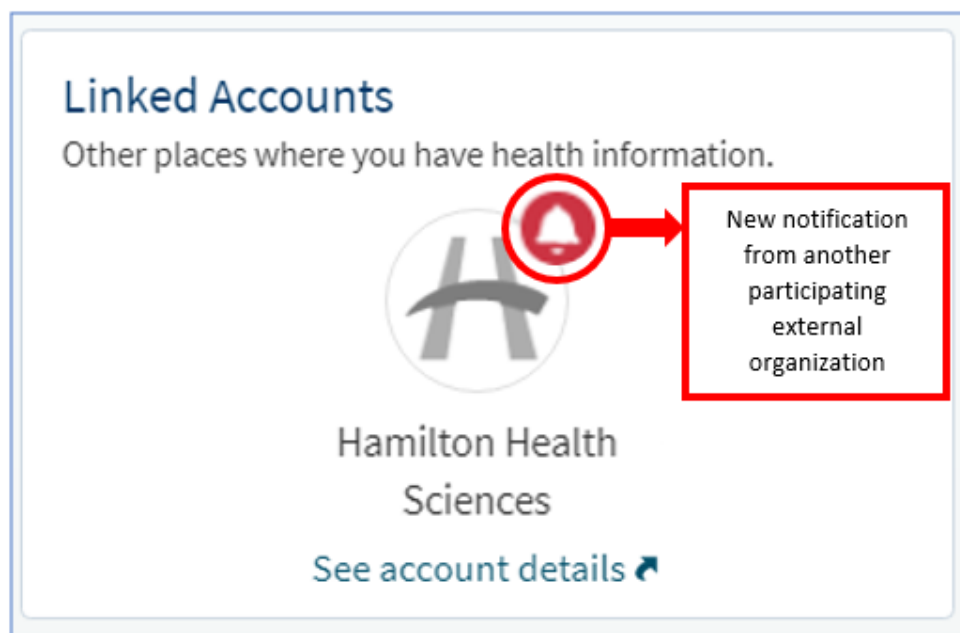 Linked Accounts
Other places where you have health information.
New notification
from another
participating
external
organization
Hamilton Health
Sciences
See account details